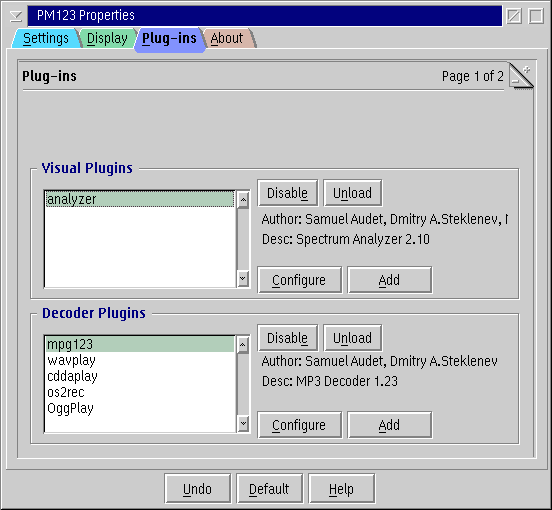 PM123 Properties
Settings Display Plug-ins About
Plug-ins Page 1 of 2
Visual Plugins
analyzer
Disable Unload
Author: Samuel Audet, Dmitry A.Steklenev,
Desc: Spectrum Analyzer 2.10
Configure Add
Decoder Plugins
mpg123
wavplay
cddaplay
os2rec
OggPlay
Disable Unload
Author: Samuel Audet, Dmitry A.Steklenev
Desc: MP3 Decoder 1.23
Configure Add
Undo Default Help